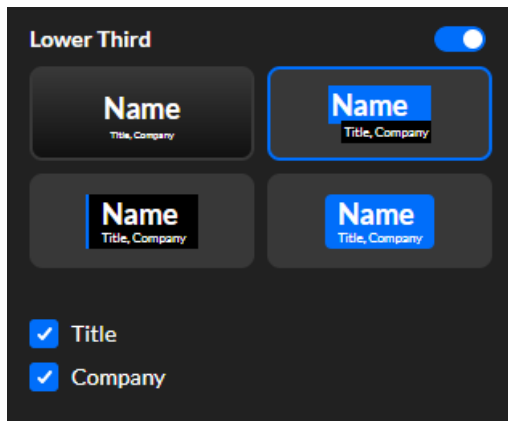 Lower Third
Name
Title, Company
Name
Title, Company
Name
Title, Company
Name
Title, Company
Title
Company